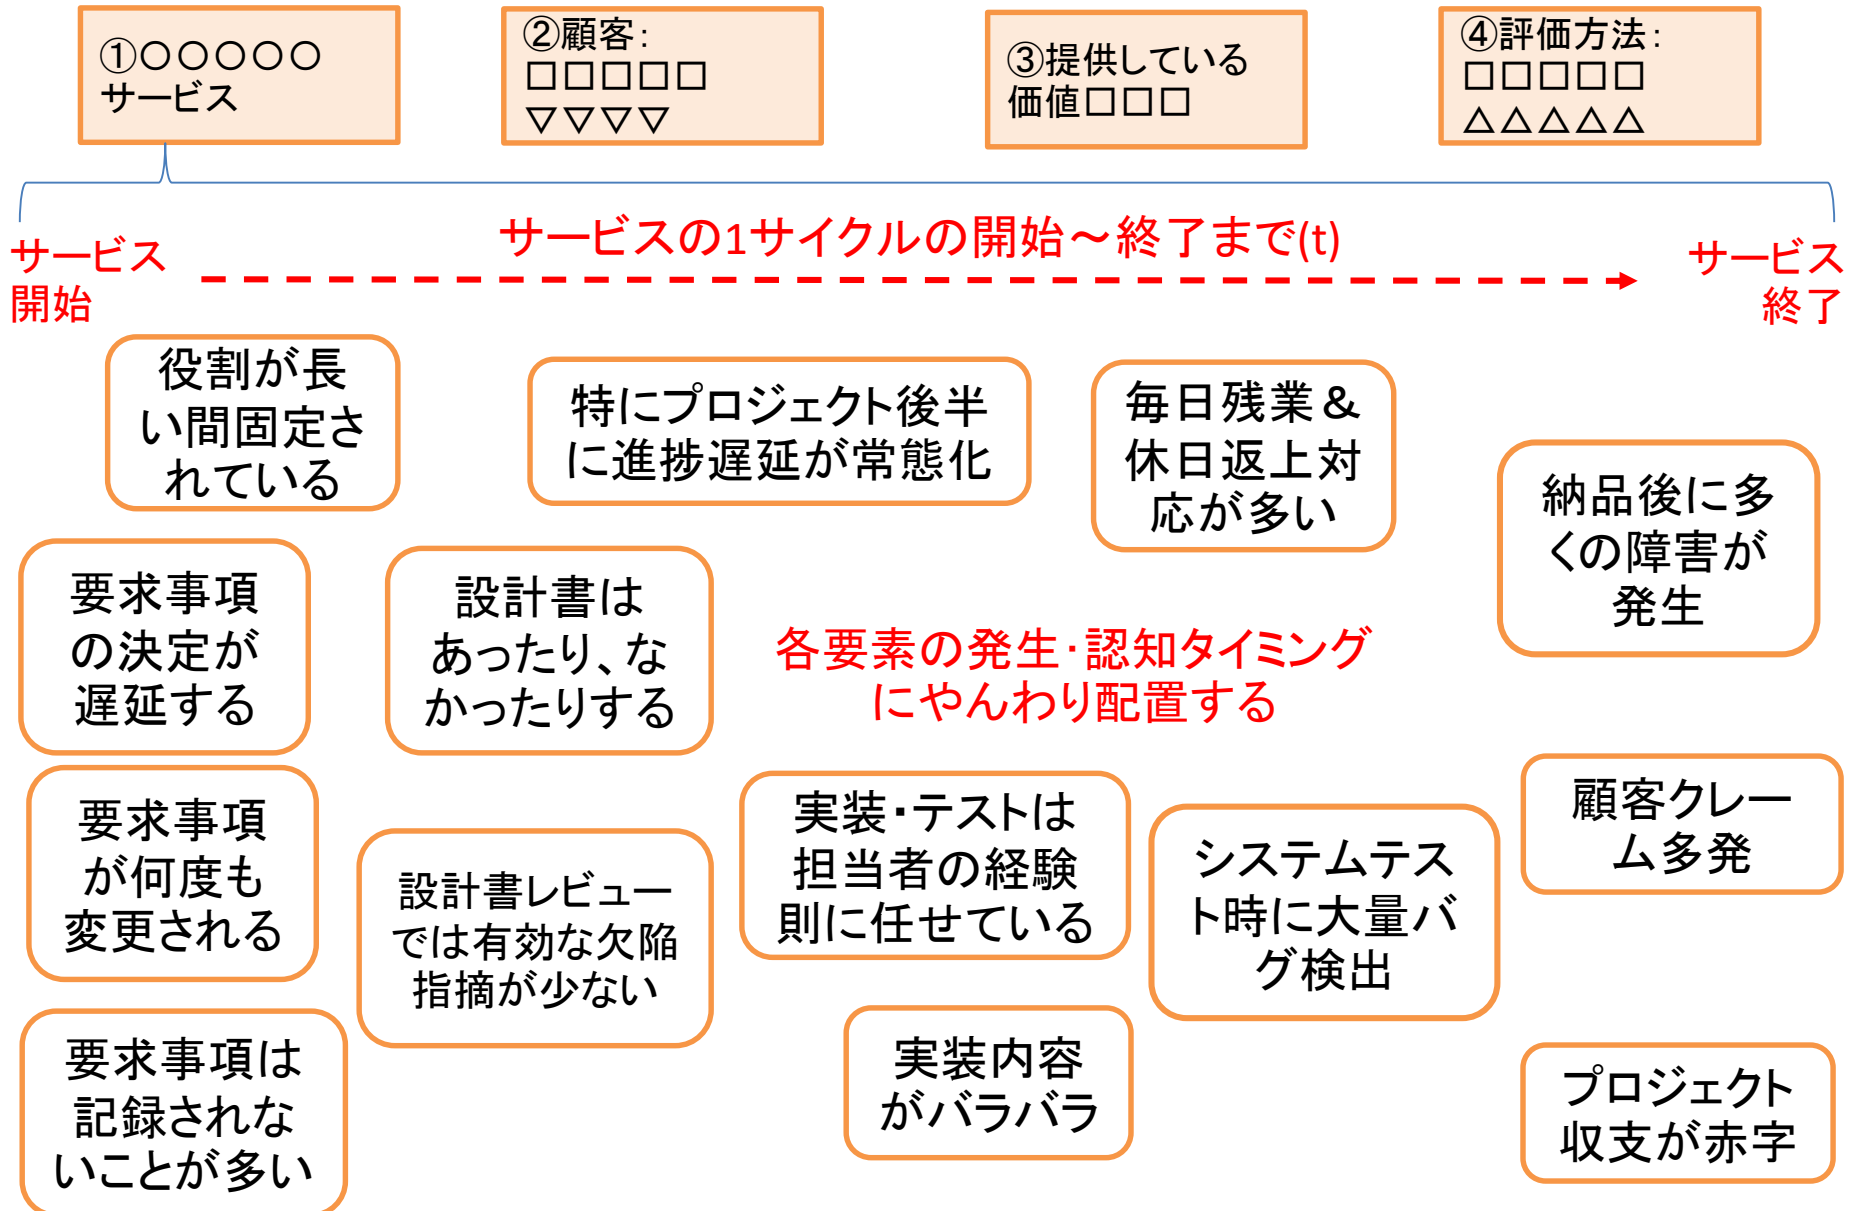 ①○○○○○
サービス
②顧客：
□□□□□
▽▽▽▽
③提供している
価値□□□
④評価方法：
□□□□□
△△△△△
サービスの1サイクルの開始～終了まで(t)
サービス
開始
サービス
終了
役割が長
い間固定さ
れている
特にプロジェクト後半
に進捗遅延が常態化
毎日残業＆
休日返上対
応が多い
納品後に多
くの障害が
発生
要求事項
の決定が
遅延する
設計書は
あったり、な
かったりする
各要素の発生･認知タイミング
にやんわり配置する
要求事項
が何度も
変更される
設計書レビュー
では有効な欠陥
指摘が少ない
実装・テストは
担当者の経験
則に任せている
システムテス
ト時に大量バ
グ検出
顧客クレー
ム多発
要求事項は
記録されな
いことが多い
実装内容
がバラバラ
プロジェクト
収支が赤字